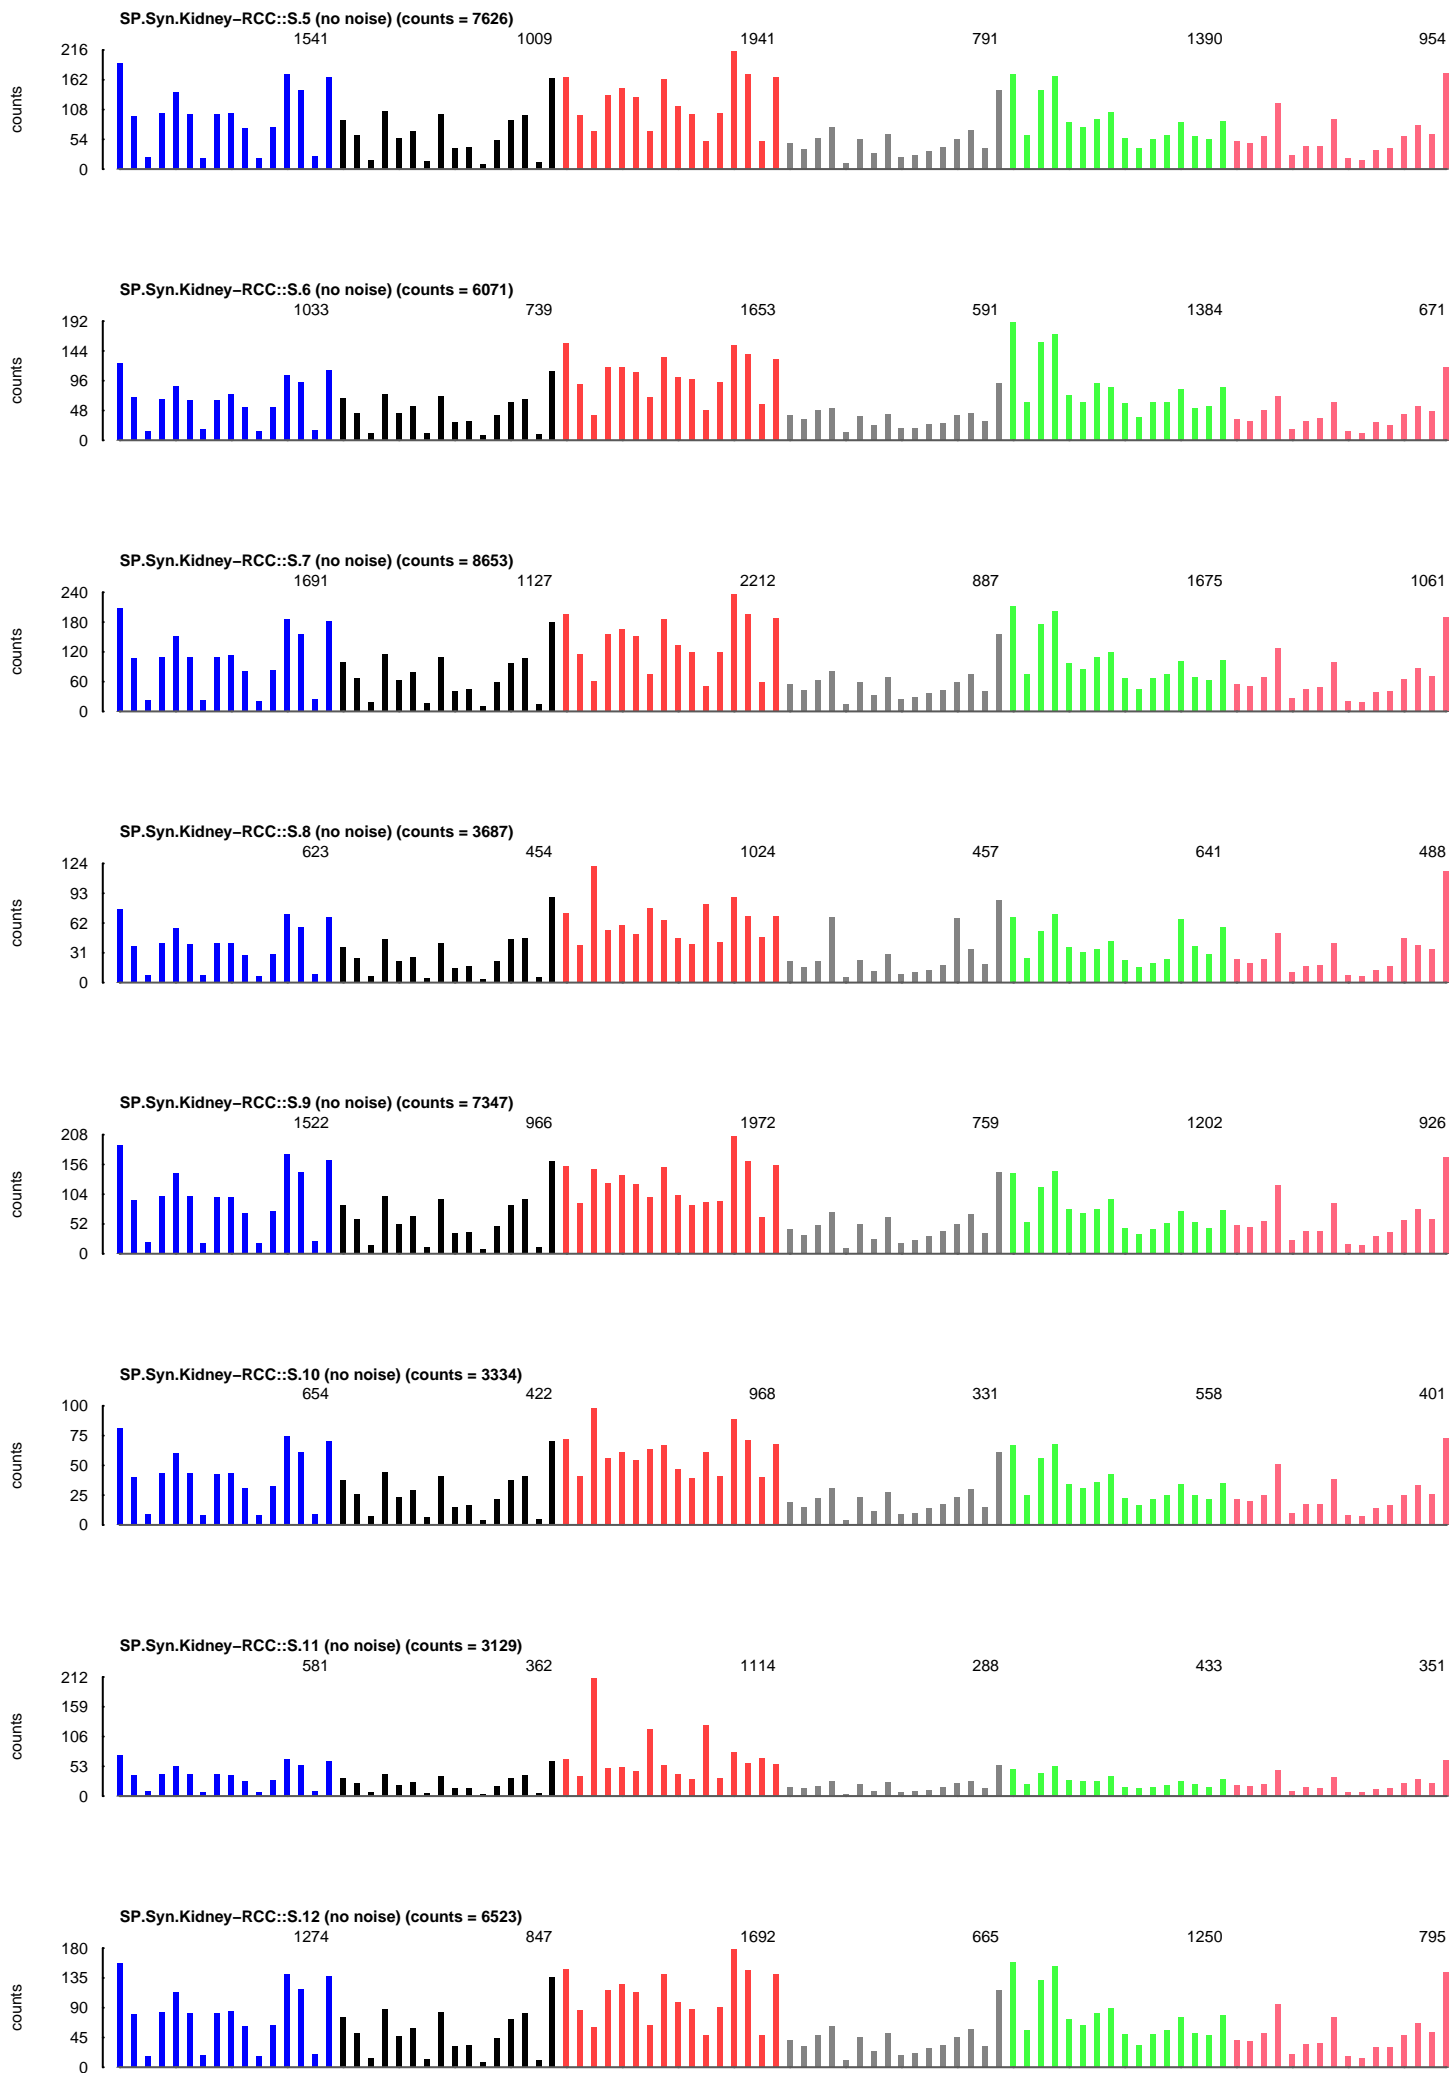 SP.Syn.Kidney−RCC::S.5 (no noise) (counts = 7626)
1541 1009 1941 791 1390 954
216
162
108
54
0
counts
SP.Syn.Kidney−RCC::S.6 (no noise) (counts = 6071)
1033 739 1653 591 1384 671
192
144
96
48
0
counts
SP.Syn.Kidney−RCC::S.7 (no noise) (counts = 8653)
1691 1127 2212 887 1675 1061
240
180
120
60
0
counts
SP.Syn.Kidney−RCC::S.8 (no noise) (counts = 3687)
623 454 1024 457 641 488
124
93
62
31
0
counts
SP.Syn.Kidney−RCC::S.9 (no noise) (counts = 7347)
1522 966 1972 759 1202 926
208
156
104
52
0
counts
SP.Syn.Kidney−RCC::S.10 (no noise) (counts = 3334)
654 422 968 331 558 401
100
75
50
25
0
counts
SP.Syn.Kidney−RCC::S.11 (no noise) (counts = 3129)
581 362 1114 288 433 351
212
159
106
53
0
counts
SP.Syn.Kidney−RCC::S.12 (no noise) (counts = 6523)
1274 847 1692 665 1250 795
180
135
90
45
0
counts